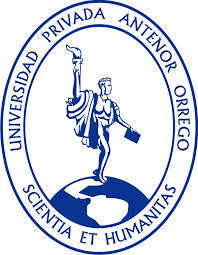 UNIVERSIDAD PRIVADA ANTENOR ORREGO
SCIENTIA ET HUMANITAS